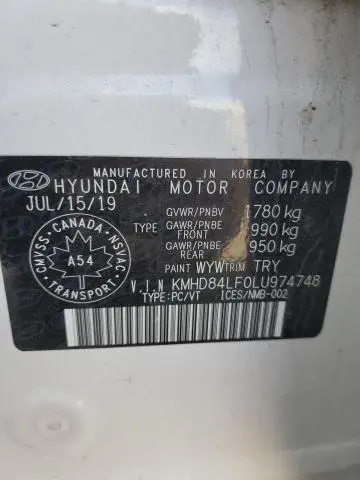 MANUFACTURED IN KOREA BY
HYUNDAI MOTOR COMPANY
JUL/15/19
GVWR/PNBV 1780 kg
TYPE GAWR/PNBE FRONT 990 kg
GAWR/PNBE REAR 950 kg
PAINT WYW TRIM TRY
V.I.N KMHD84LF0LU974748
TYPE:PC/VT ICES/NMB-002
CANADA
CMVSS NSVAC
A54
TRANSPORT